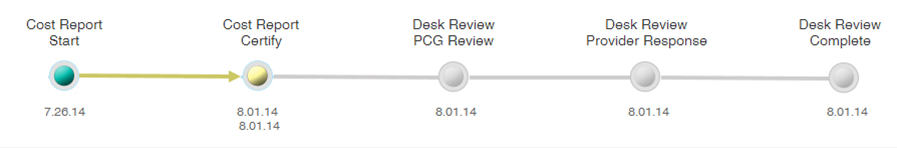 Cost Report
Start
Cost Report
Certify
Desk Review
PCG Review
Desk Review
Provider Response
Desk Review
Complete
7.26.14
8.01.14
8.01.14
8.01.14
8.01.14
8.01.14